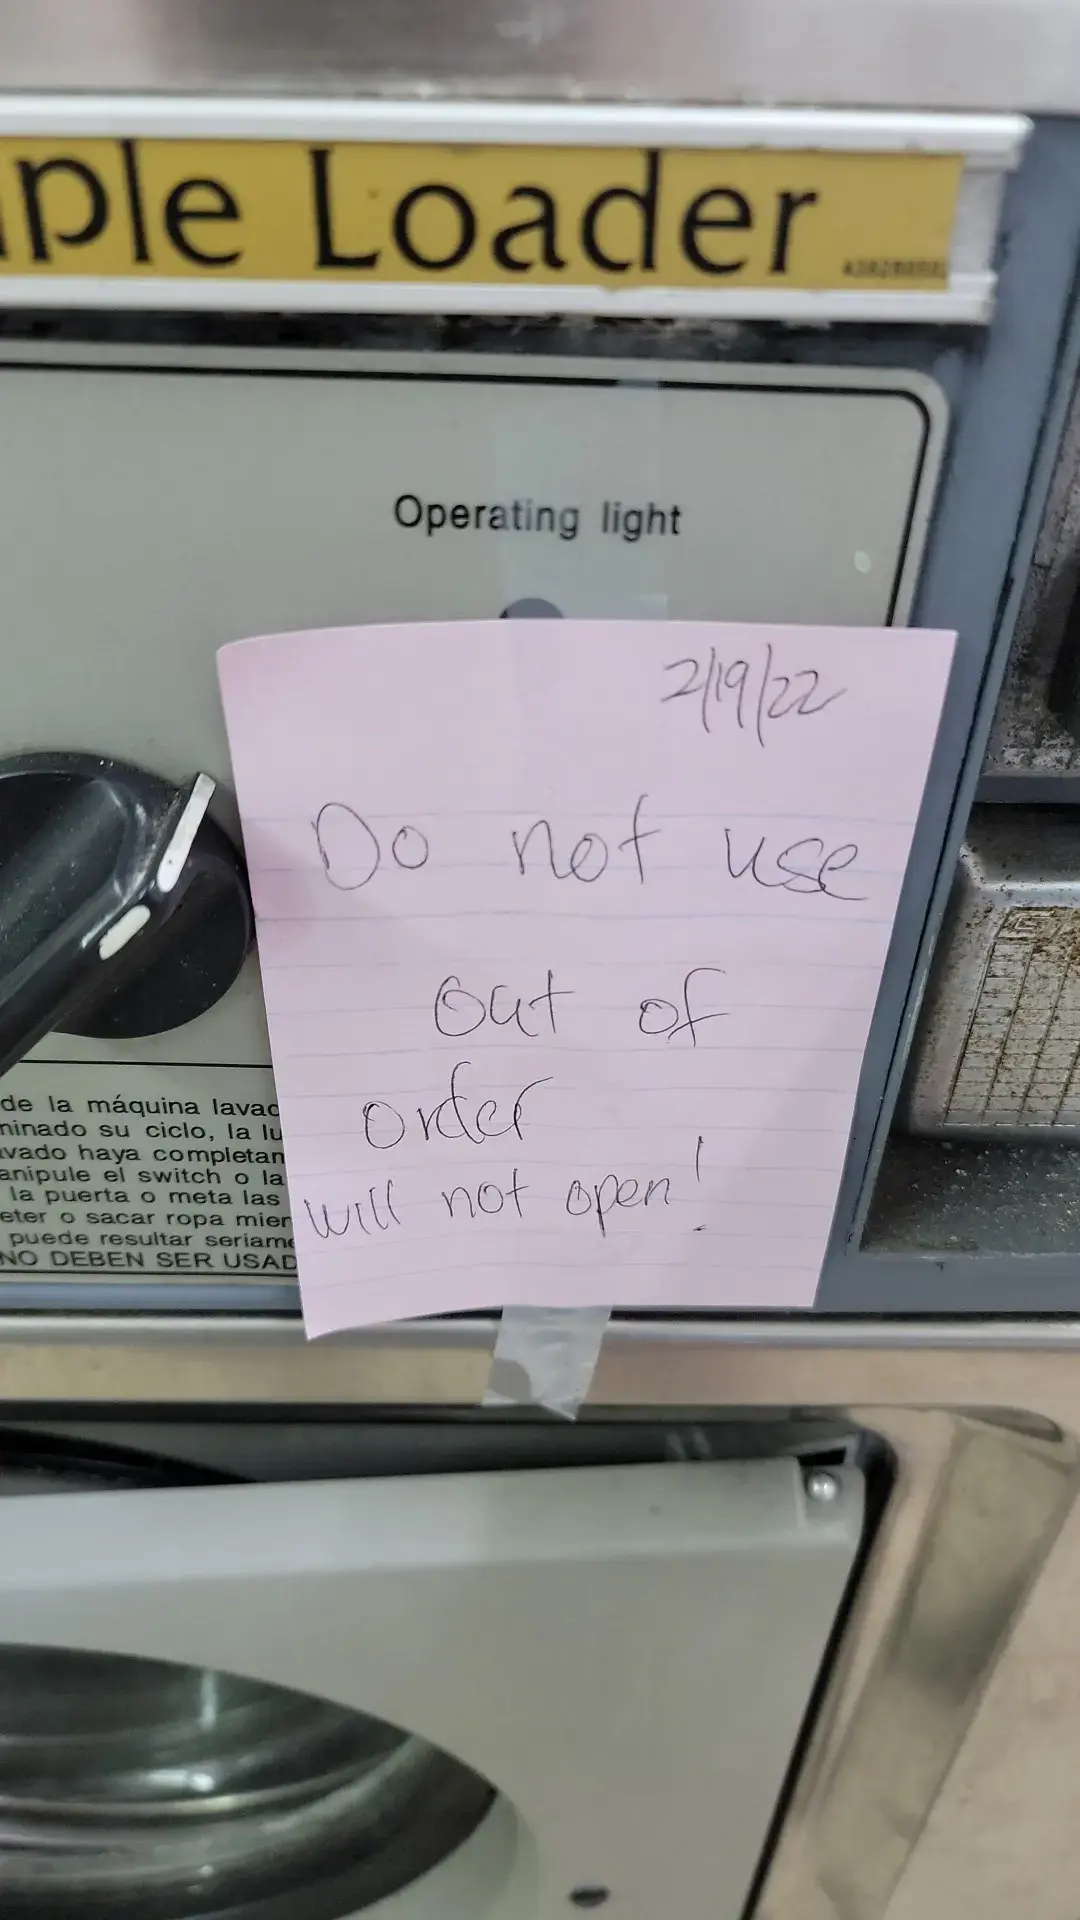 ple Loader
Operating light
2/19/22
Do not use
out of
order
will not open!
de la máquina lavac
minado su ciclo, la lu
vado haya completan
anipule el switch o la
la puerta o meta las
eter o sacar ropa mier
puede resultar seriame
NO DEBEN SER USAD